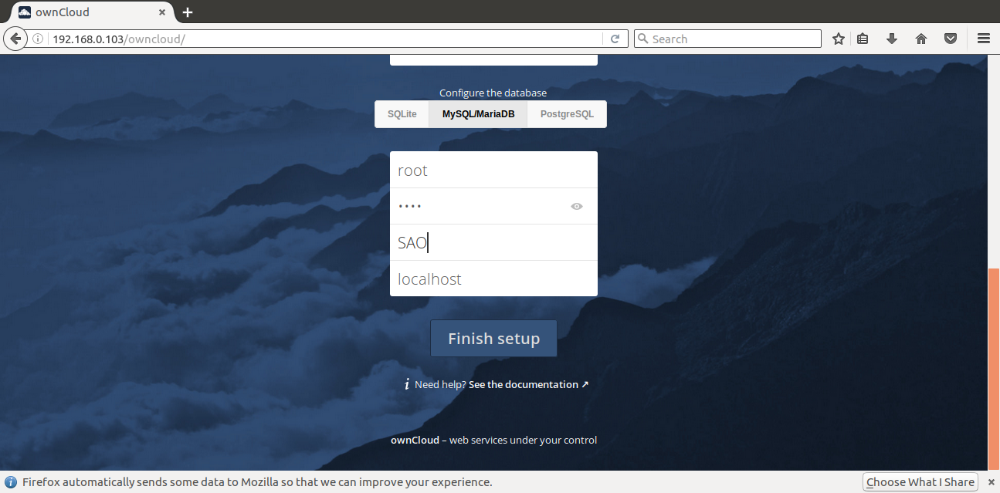 ownCloud
192.168.0.103/owncloud/
Search
Configure the database
SQLite MySQL/MariaDB PostgreSQL
root
••••
SAO
localhost
Finish setup
i Need help? See the documentation ↗
ownCloud – web services under your control
Firefox automatically sends some data to Mozilla so that we can improve your experience. Choose What I Share